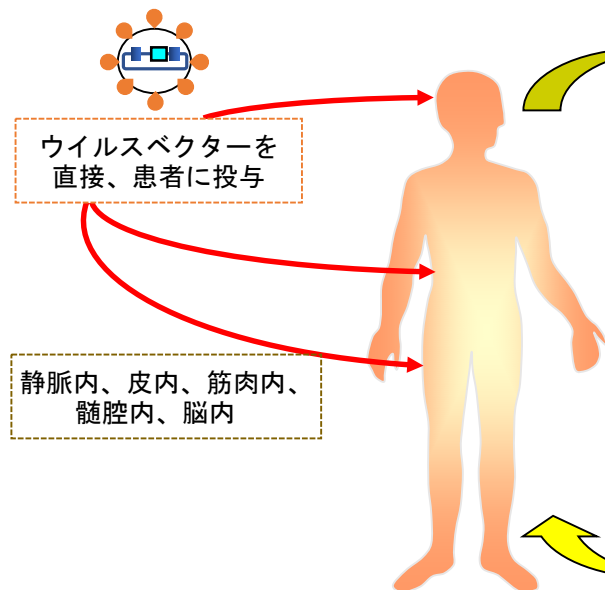 ウイルスベクターを
直接、患者に投与
静脈内、皮内、筋肉内、
髄腔内、脳内